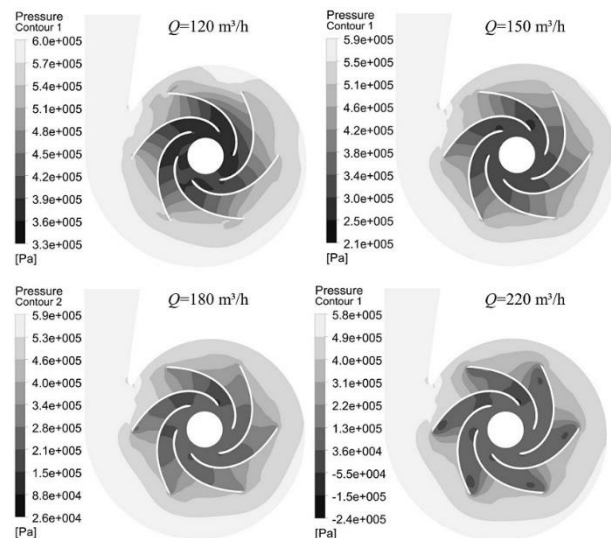 Pressure
Contour 1
Q=120 m³/h
6.0e+005
5.7e+005
5.4e+005
5.1e+005
4.8e+005
4.5e+005
4.2e+005
3.9e+005
3.6e+005
3.3e+005
[Pa]
Pressure
Contour 1
Q=150 m³/h
5.9e+005
5.5e+005
5.1e+005
4.6e+005
4.2e+005
3.8e+005
3.4e+005
3.0e+005
2.6e+005
2.1e+005
[Pa]
Pressure
Contour 2
Q=180 m³/h
5.9e+005
5.3e+005
4.6e+005
4.0e+005
3.4e+005
2.8e+005
2.1e+005
1.5e+005
8.8e+004
2.6e+004
[Pa]
Pressure
Contour 1
Q=220 m³/h
5.8e+005
4.9e+005
4.0e+005
3.1e+005
2.2e+005
1.3e+005
3.6e+004
-5.5e+004
-1.5e+005
-2.4e+005
[Pa]